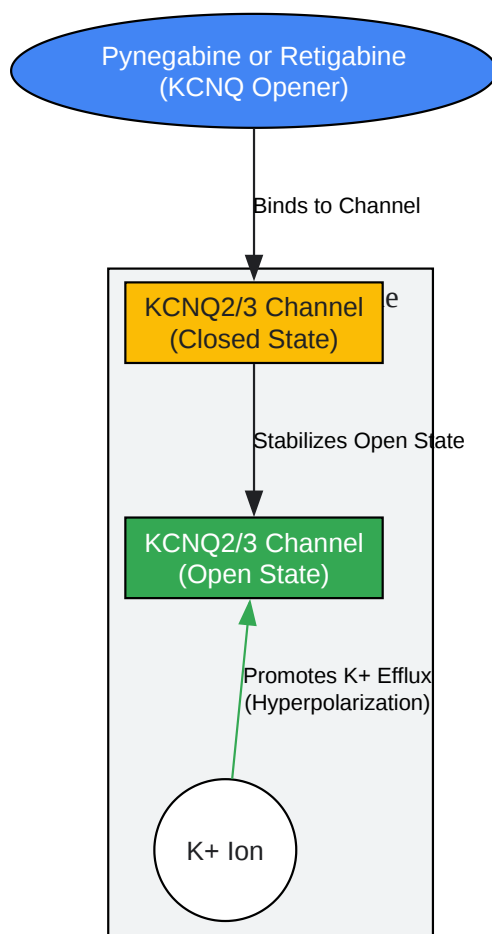 Pynegabine or Retigabine
(KCNQ Opener)
Binds to Channel
KCNQ2/3 Channel
(Closed State)
Stabilizes Open State
KCNQ2/3 Channel
(Open State)
Promotes K+ Efflux
(Hyperpolarization)
K+ Ion